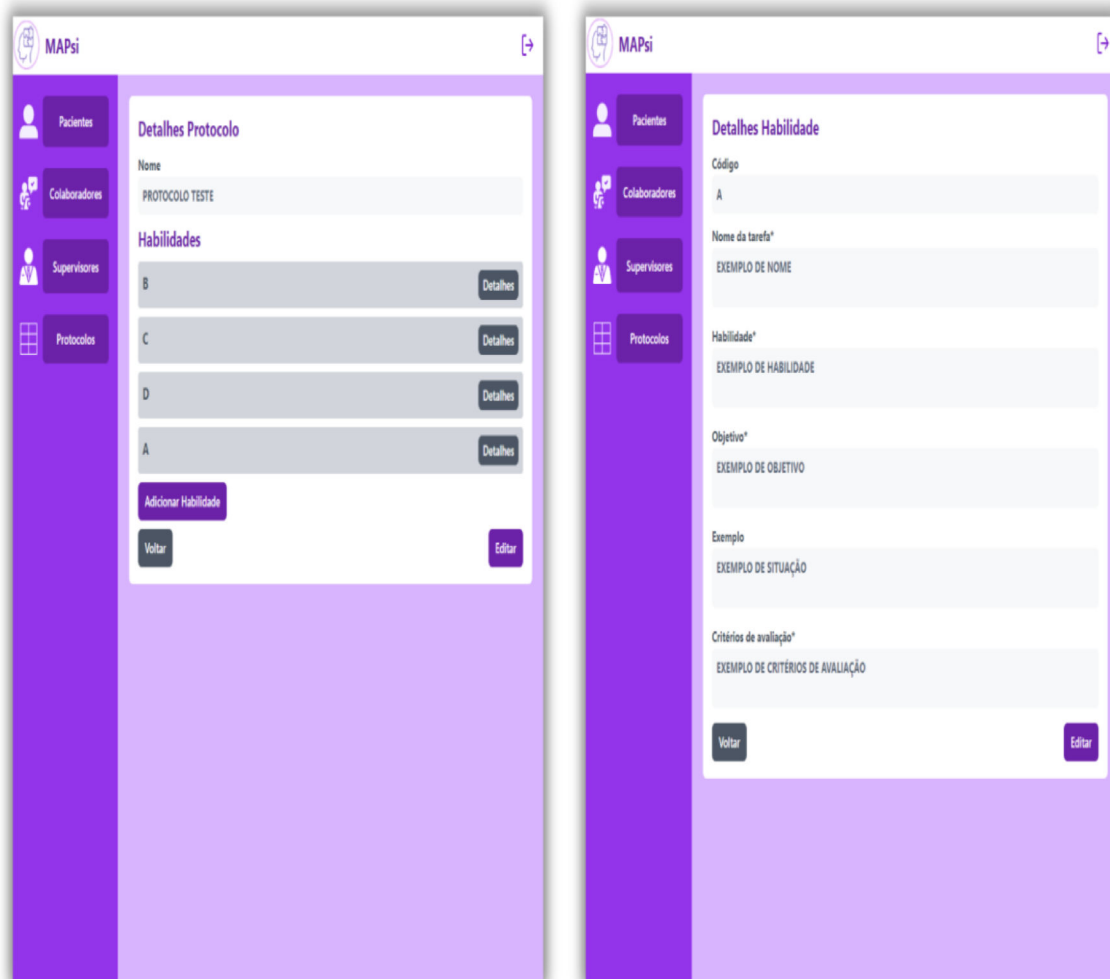 MAPsi
Pacientes
Colaboradores
Supervisores
Protocolos
Detalhes Protocolo
Nome
PROTOCOLO TESTE
Habilidades
B Detalhes
C Detalhes
D Detalhes
A Detalhes
Adicionar Habilidade
Voltar Editar
MAPsi
Pacientes
Colaboradores
Supervisores
Protocolos
Detalhes Habilidade
Código
A
Nome da tarefa*
EXEMPLO DE NOME
Habilidade*
EXEMPLO DE HABILIDADE
Objetivo*
EXEMPLO DE OBJETIVO
Exemplo
EXEMPLO DE SITUAÇÃO
Critérios de avaliação*
EXEMPLO DE CRITÉRIOS DE AVALIAÇÃO
Voltar Editar